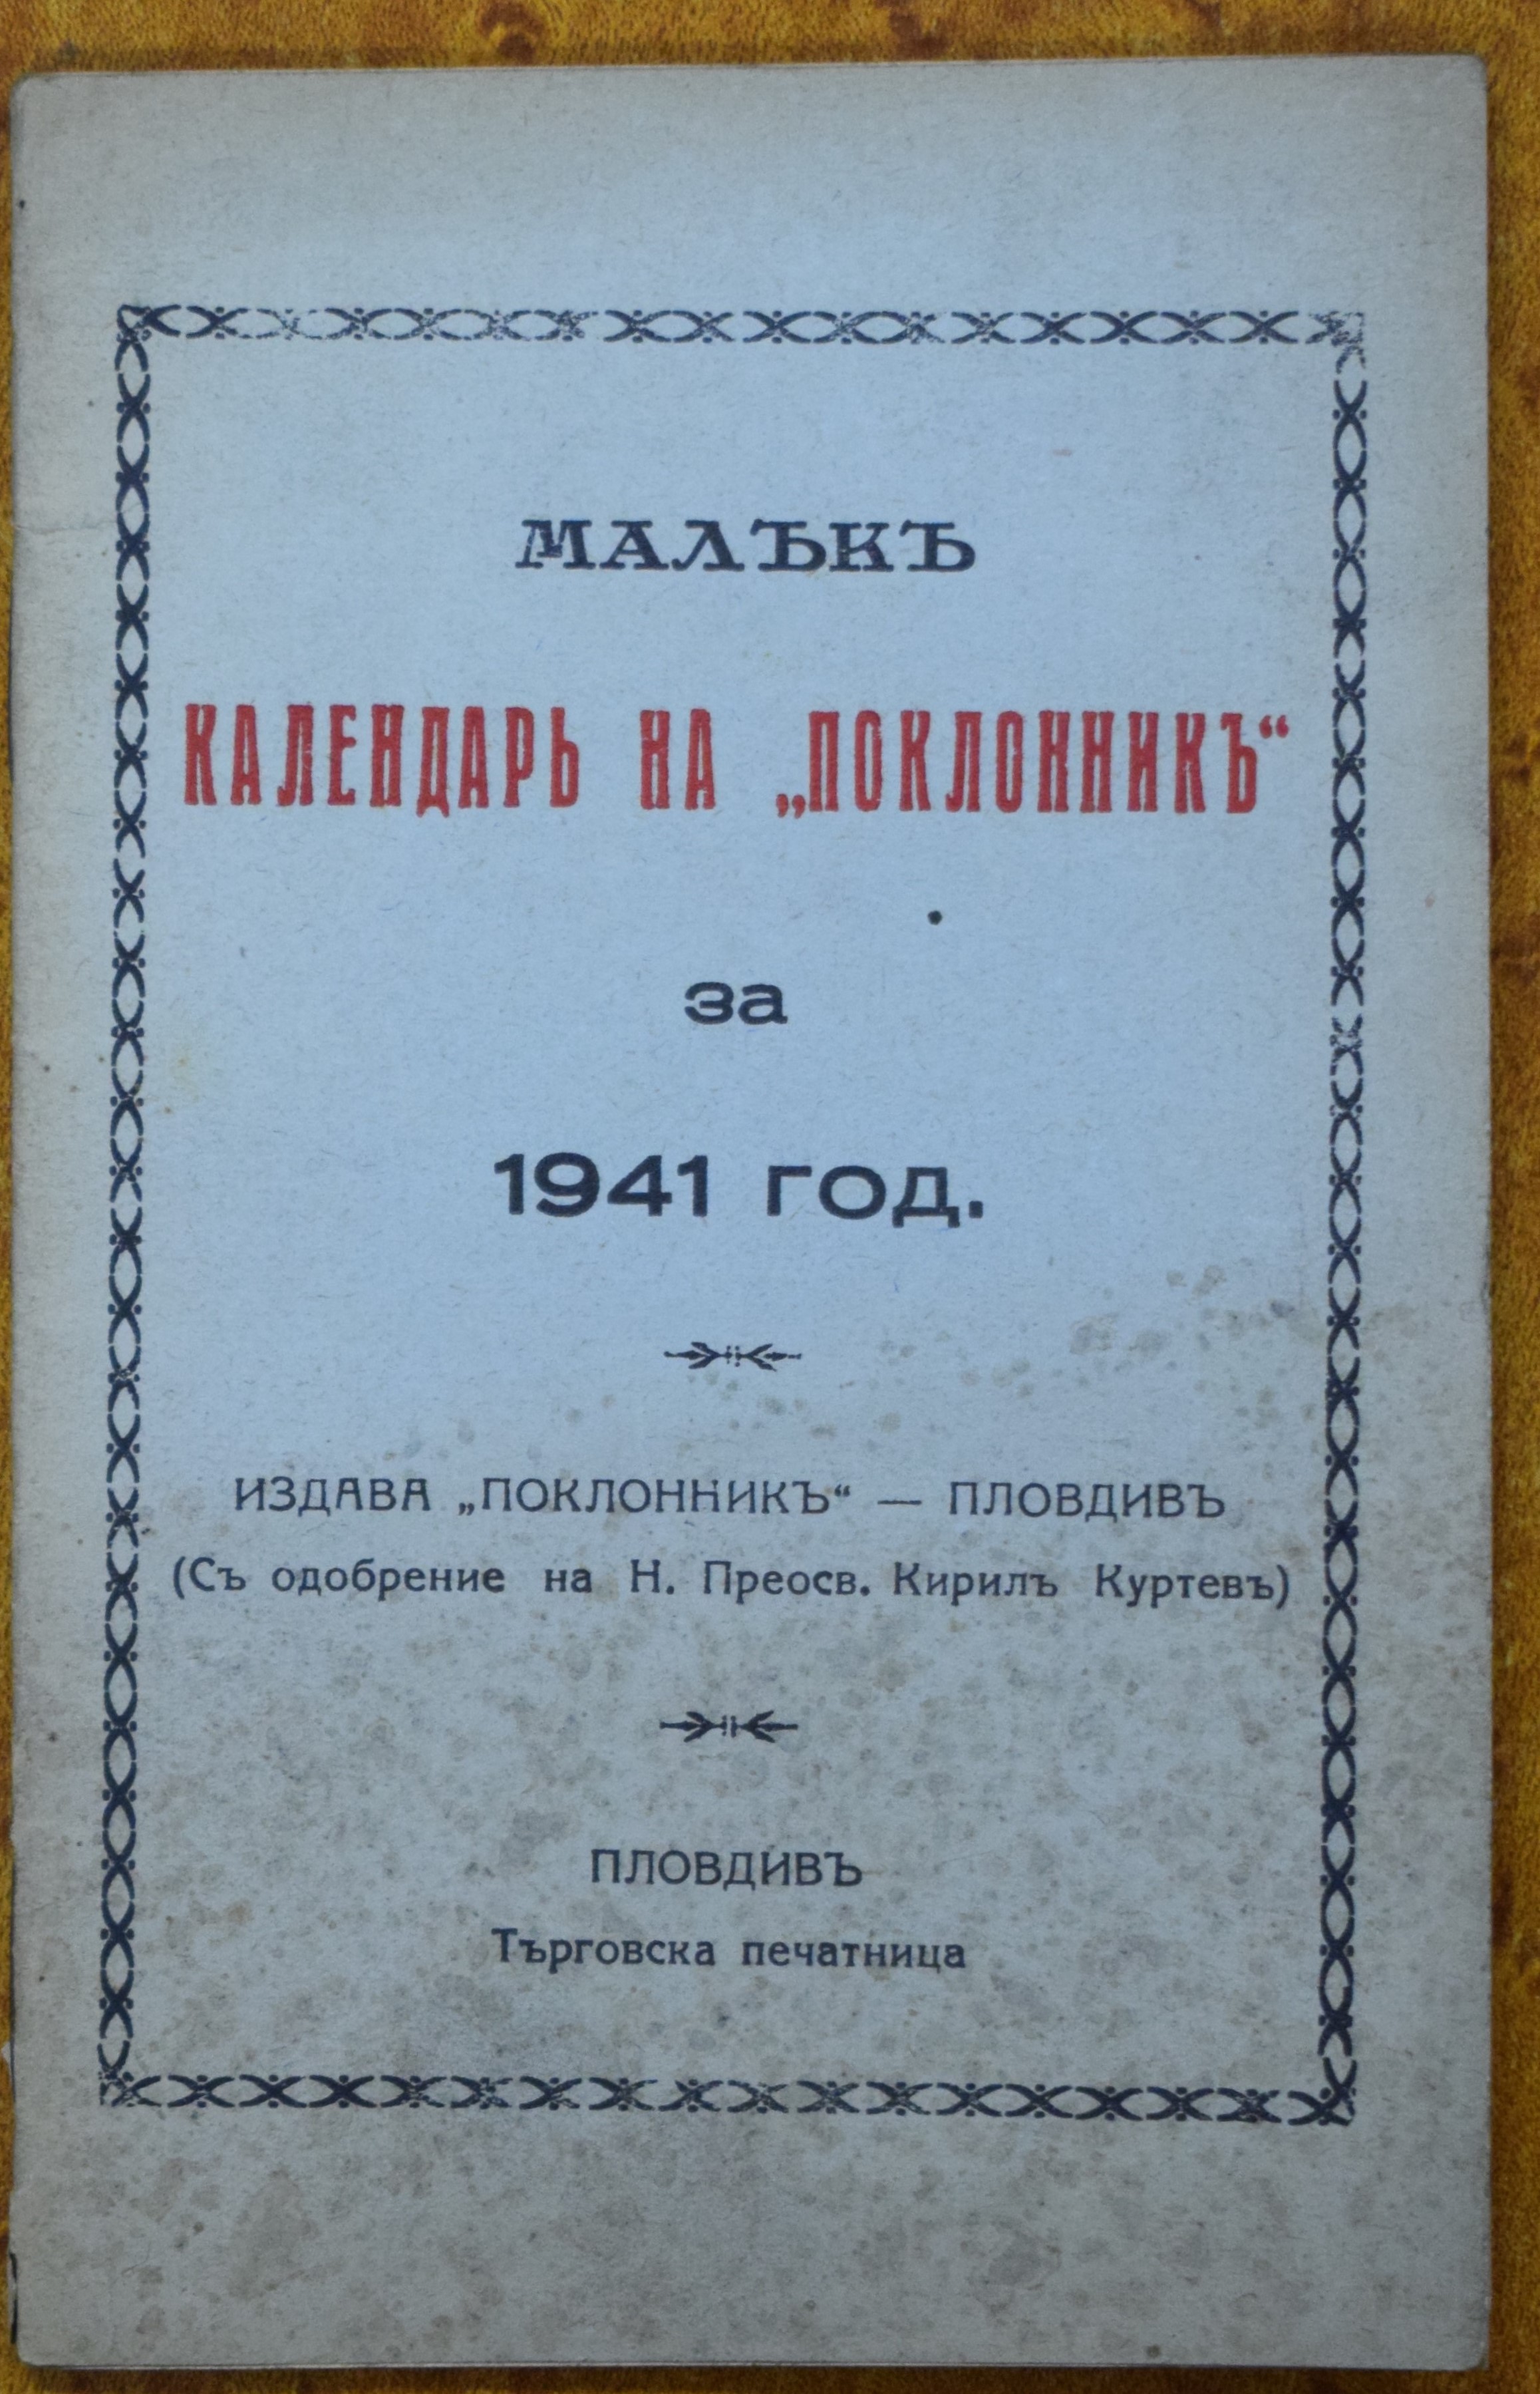 МАЛЪКЪ
КАЛЕНДАРЬ НА „ПОКЛОННИКЪ“
за
1941 год.
ИЗДАВА „ПОКЛОННИКЪ“ — ПЛОВДИВЪ
(Съ одобрение на Н. Преосв. Кирилъ Куртевъ)
ПЛОВДИВЪ
Търговска печатница